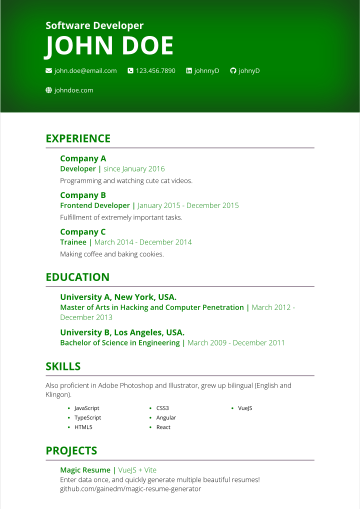 Software Developer
JOHN DOE
john.doe@email.com 123.456.7890 johnnyD johnyD
johndoe.com
EXPERIENCE
Company A
Developer | since January 2016
Programming and watching cute cat videos.
Company B
Frontend Developer | January 2015 - December 2015
Fulfillment of extremely important tasks.
Company C
Trainee | March 2014 - December 2014
Making coffee and baking cookies.
EDUCATION
University A, New York, USA.
Master of Arts in Hacking and Computer Penetration | March 2012 -
December 2013
University B, Los Angeles, USA.
Bachelor of Science in Engineering | March 2009 - December 2011
SKILLS
Also proficient in Adobe Photoshop and Illustrator, grew up bilingual (English and
Klingon).
• JavaScript • CSS3 • VueJS
• TypeScript • Angular
• HTML5 • React
PROJECTS
Magic Resume | VueJS + Vite
Enter data once, and quickly generate multiple beautiful resumes!
github.com/gainedm/magic-resume-generator